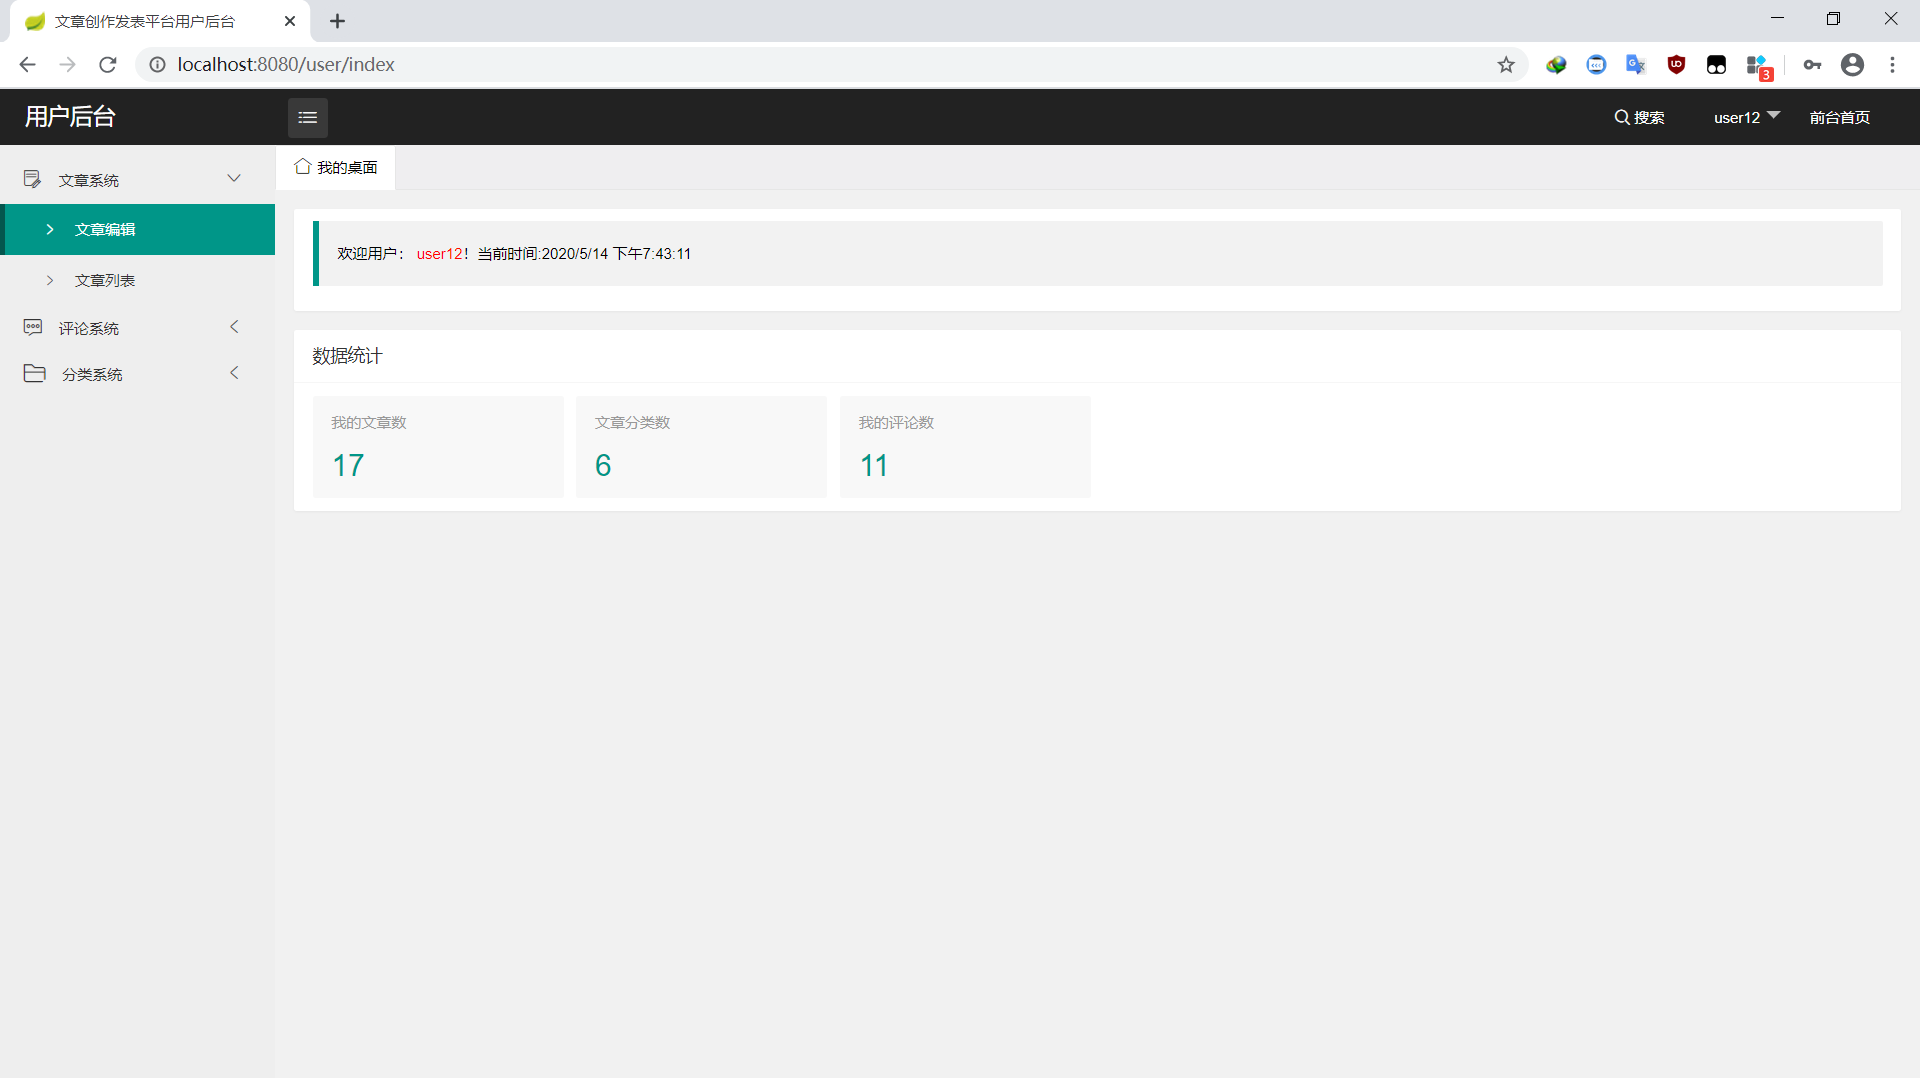 文章创作发表平台用户后台
localhost:8080/user/index
3
用户后台
搜索
user12
前台首页
文章系统
文章编辑
文章列表
评论系统
分类系统
我的桌面
欢迎用户： user12！当前时间:2020/5/14 下午7:43:11
数据统计
我的文章数
17
文章分类数
6
我的评论数
11